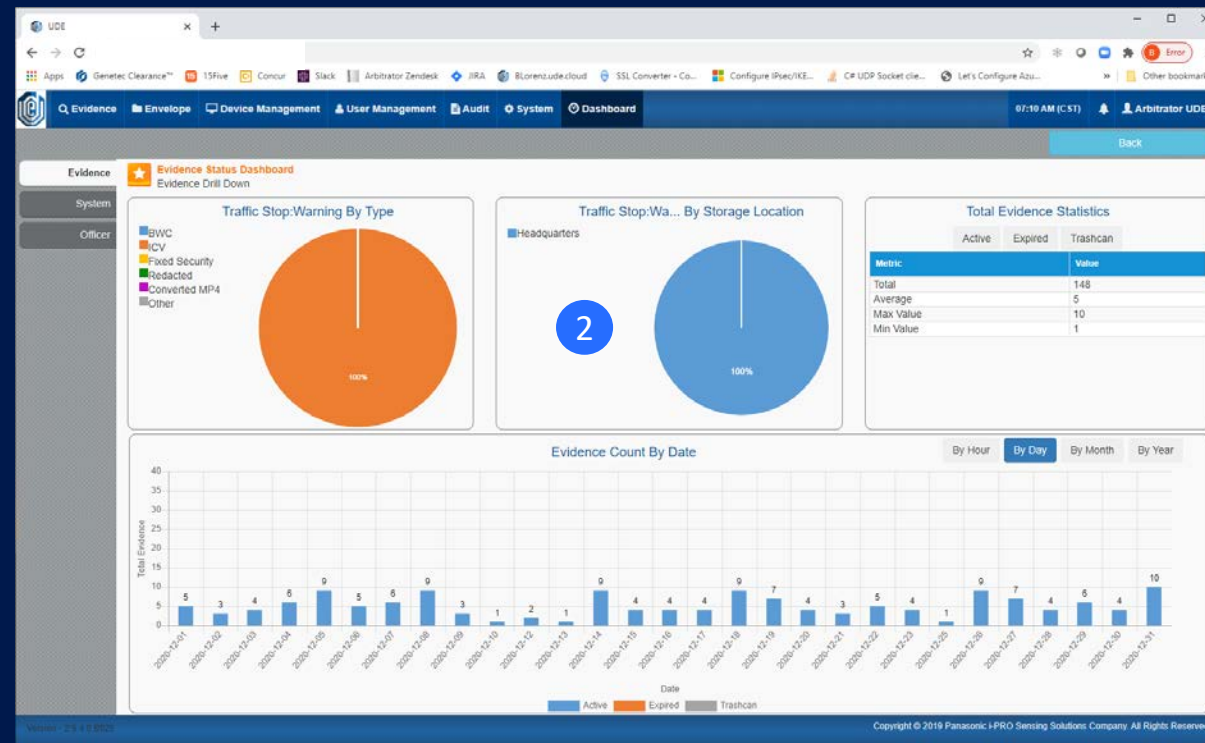 UDE
Error
Apps Genetec Clearance™ 15Five Concur Slack Arbitrator Zendesk JIRA BLorenz.ude.cloud SSL Converter - Co... Configure IPsec/IKE... C# UDP Socket clie... Let's Configure Azu... » Other bookmark
Evidence Envelope Device Management User Management Audit System Dashboard 07:10 AM (CST) Arbitrator UDE
Back
Evidence
System
Officer
Evidence Status Dashboard
Evidence Drill Down
Traffic Stop:Warning By Type
BWC
ICV
Fixed Security
Redacted
Converted MP4
Other
100%
Traffic Stop:Wa... By Storage Location
Headquarters
2
100%
Total Evidence Statistics
Active Expired Trashcan
Metric Value
Total 148
Average 5
Max Value 10
Min Value 1
Evidence Count By Date
By Hour By Day By Month By Year
Total Evidence
40
35
30
25
20
15
10
5
0
5 3 4 6 9 5 6 9 3 1 2 1 9 4 4 4 9 7 4 3 5 4 1 9 7 4 6 4 10
2020-12-01 2020-12-02 2020-12-03 2020-12-04 2020-12-05 2020-12-06 2020-12-07 2020-12-08 2020-12-09 2020-12-10 2020-12-12 2020-12-13 2020-12-14 2020-12-15 2020-12-16 2020-12-17 2020-12-18 2020-12-19 2020-12-20 2020-12-21 2020-12-22 2020-12-23 2020-12-25 2020-12-26 2020-12-27 2020-12-28 2020-12-29 2020-12-30 2020-12-31
Date
Active Expired Trashcan
Copyright © 2019 Panasonic i-PRO Sensing Solutions Company. All Rights Reserve